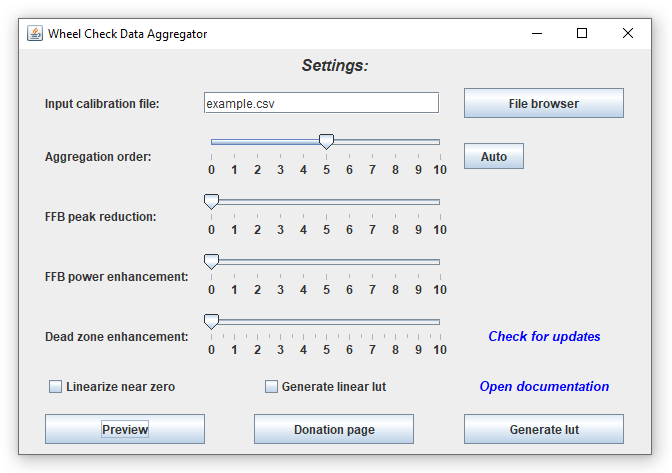 Wheel Check Data Aggregator
Settings:
Input calibration file: example.csv File browser
Aggregation order: Auto
0 1 2 3 4 5 6 7 8 9 10
FFB peak reduction:
0 1 2 3 4 5 6 7 8 9 10
FFB power enhancement:
0 1 2 3 4 5 6 7 8 9 10
Dead zone enhancement: Check for updates
0 1 2 3 4 5 6 7 8 9 10
Linearize near zero Generate linear lut Open documentation
Preview Donation page Generate lut